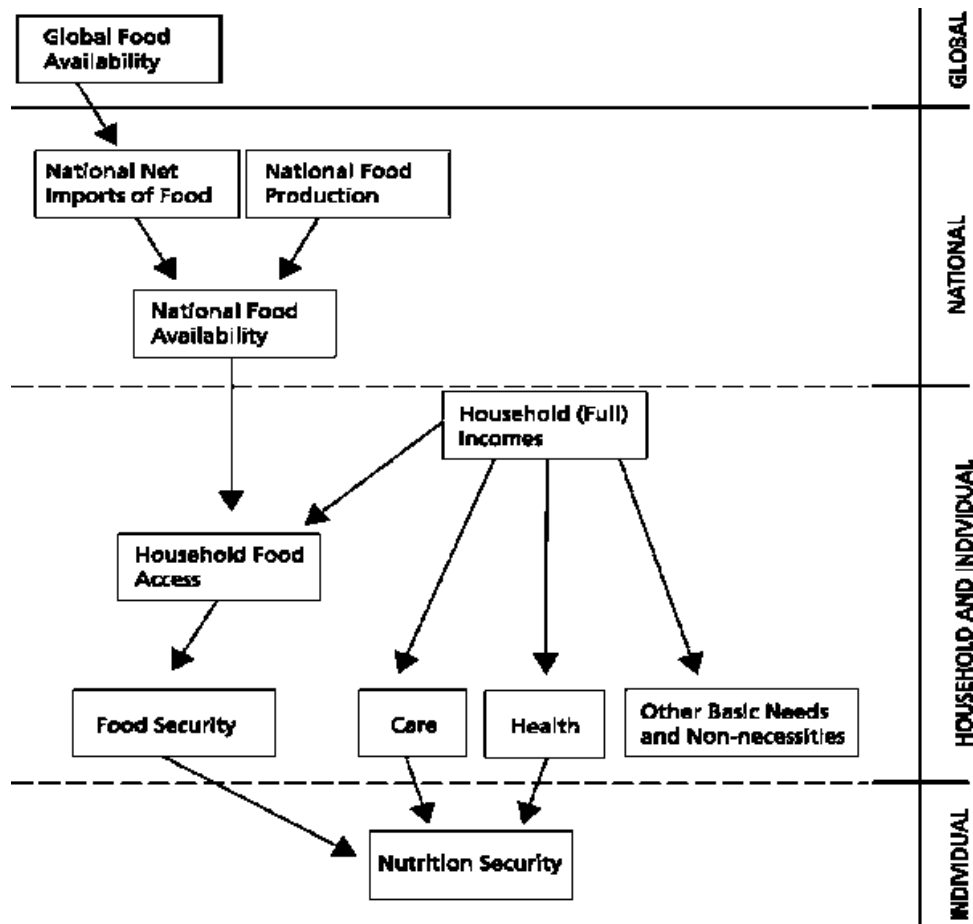 Global Food
Availability
GLOBAL
National Net
Imports of Food
National Food
Production
National Food
Availability
NATIONAL
Household (Full)
Incomes
Household Food
Access
Food Security
Care
Health
Other Basic Needs
and Non-necessities
HOUSEHOLD AND INDIVIDUAL
Nutrition Security
INDIVIDUAL